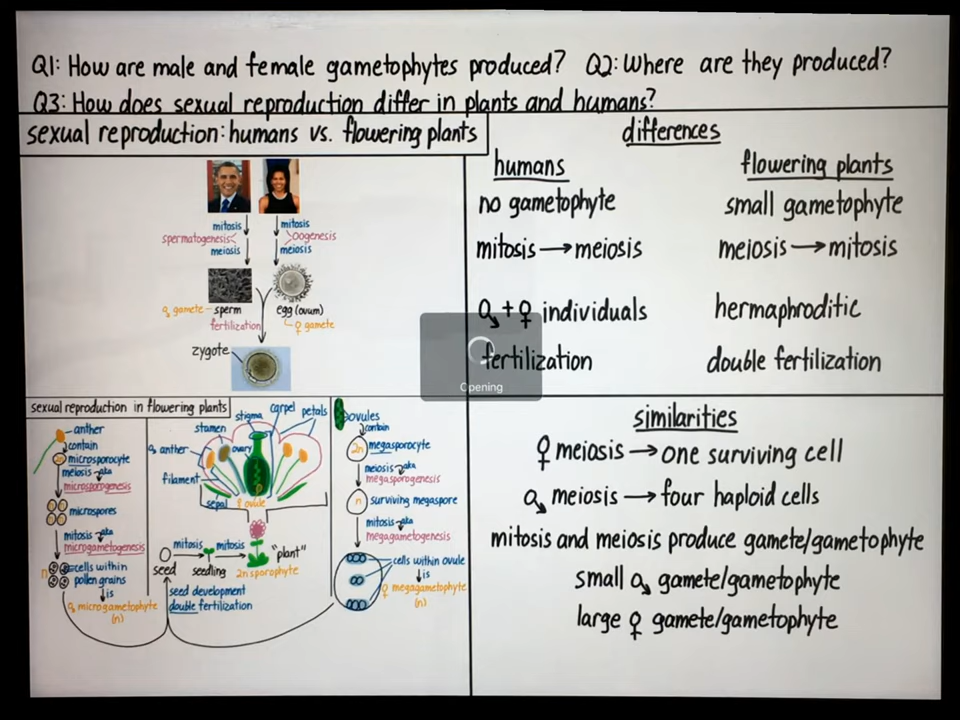 Q1: How are male and female gametophytes produced? Q2: Where are they produced?
Q3: How does sexual reproduction differ in plants and humans?
sexual reproduction: humans vs. flowering plants
mitosis
mitosis
spermatogenesis
oogenesis
meiosis
meiosis
♂ gamete - sperm
egg (ovum)
fertilization
♀ gamete
zygote
differences
humans
flowering plants
no gametophyte
small gametophyte
mitosis → meiosis
meiosis → mitosis
♂ + ♀ individuals
hermaphroditic
fertilization
double fertilization
Opening
sexual reproduction in flowering plants
anther
contain
2n microsporocyte
meiosis aka
microsporogenesis
microspores
mitosis aka
microgametogenesis
n cells within
pollen grains
is
♂ microgametophyte
(n)
stigma carpel petals
stamen
♂ anther
ovary
filament
sepal ♀ ovule
mitosis mitosis "plant"
seed seedling 2n sporophyte
seed development
double fertilization
ovules
contain
2n megasporocyte
meiosis aka
megasporogenesis
n surviving megaspore
mitosis aka
megagametogenesis
cells within ovule
is
♀ megagametophyte
(n)
similarities
♀ meiosis → one surviving cell
♂ meiosis → four haploid cells
mitosis and meiosis produce gamete/gametophyte
small ♂ gamete/gametophyte
large ♀ gamete/gametophyte